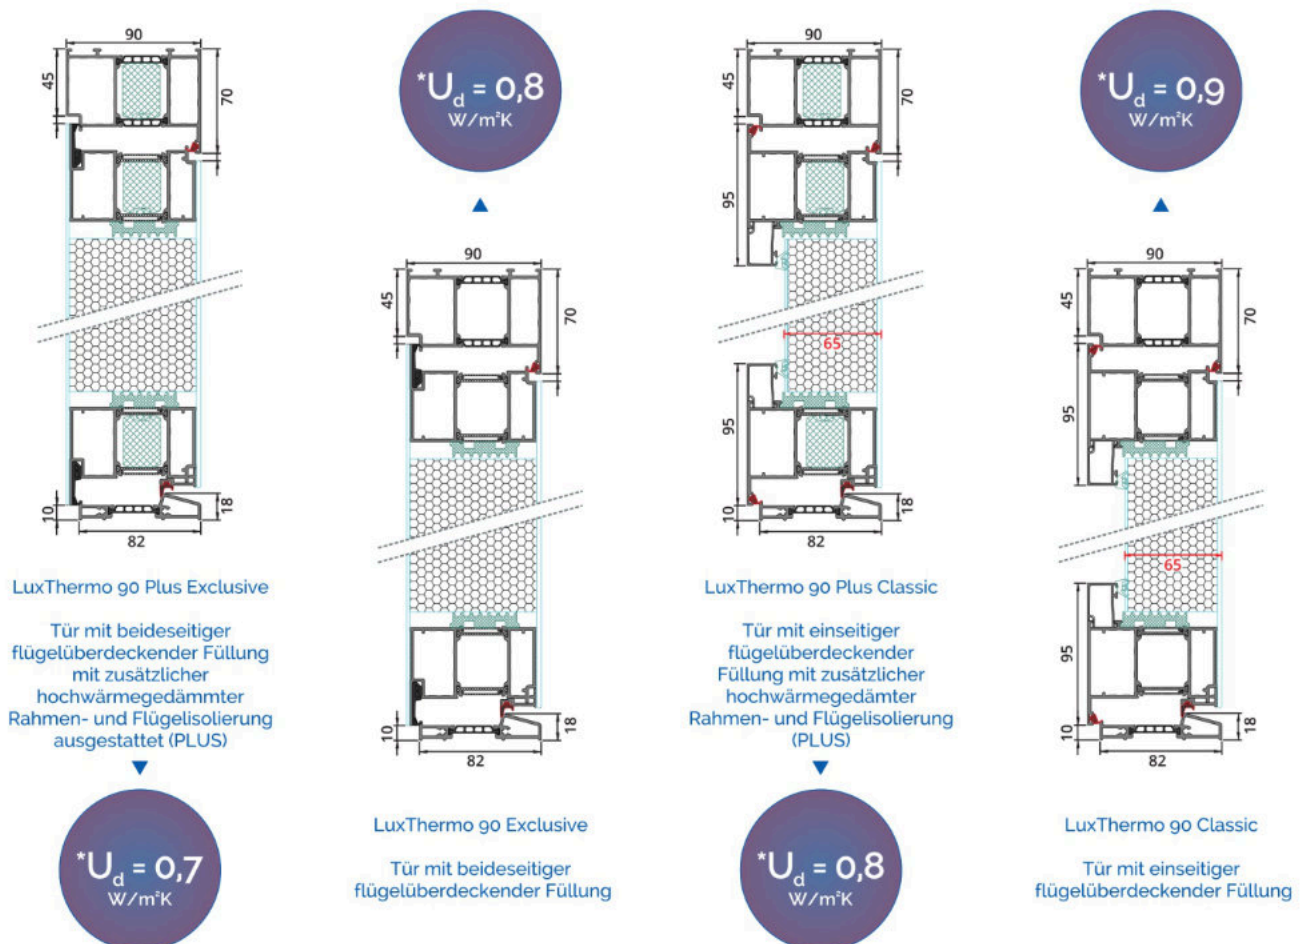 90
45
70
10
18
82
LuxThermo 90 Plus Exclusive
Tür mit beideseitiger
flügelüberdeckender Füllung
mit zusätzlicher
hochwärmegedämmter
Rahmen- und Flügelisolierung
ausgestattet (PLUS)
*Ud = 0,7
W/m²K
*Ud = 0,8
W/m²K
90
45
70
10
18
82
LuxThermo 90 Exclusive
Tür mit beideseitiger
flügelüberdeckender Füllung
90
45
70
95
65
95
10
18
82
LuxThermo 90 Plus Classic
Tür mit einseitiger
flügelüberdeckender
Füllung mit zusätzlicher
hochwärmegedämter
Rahmen- und Flügelisolierung
(PLUS)
*Ud = 0,8
W/m²K
*Ud = 0,9
W/m²K
90
45
70
95
65
95
10
18
82
LuxThermo 90 Classic
Tür mit einseitiger
flügelüberdeckender Füllung